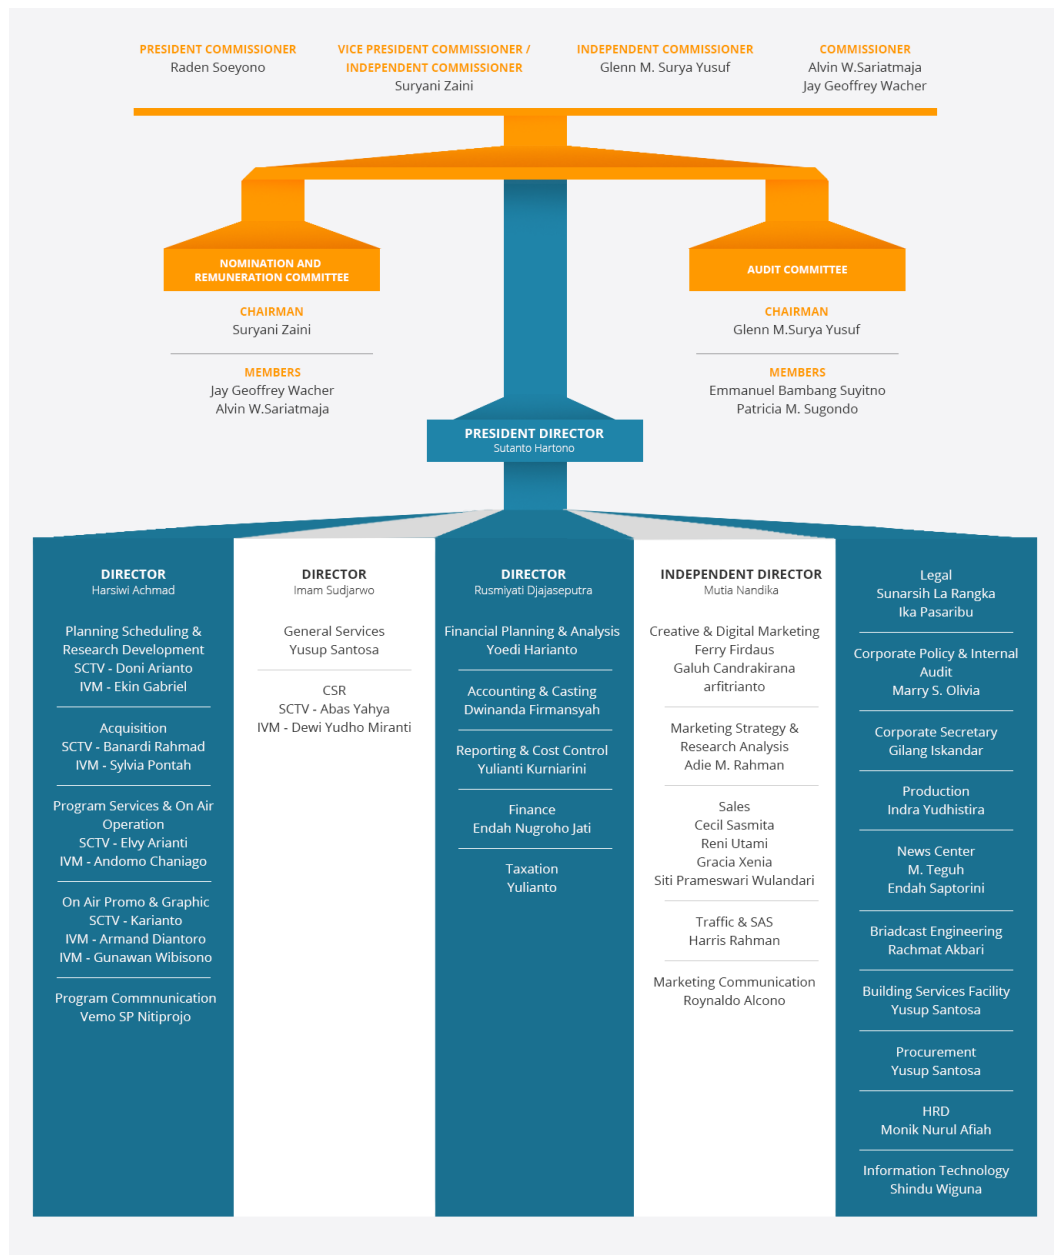 PRESIDENT COMMISSIONER
Raden Soeyono
VICE PRESIDENT COMMISSIONER /
INDEPENDENT COMMISSIONER
Suryani Zaini
INDEPENDENT COMMISSIONER
Glenn M. Surya Yusuf
COMMISSIONER
Alvin W.Sariatmaja
Jay Geoffrey Wacher
NOMINATION AND
REMUNERATION COMMITTEE
CHAIRMAN
Suryani Zaini
MEMBERS
Jay Geoffrey Wacher
Alvin W.Sariatmaja
AUDIT COMMITTEE
CHAIRMAN
Glenn M.Surya Yusuf
MEMBERS
Emmanuel Bambang Suyitno
Patricia M. Sugondo
PRESIDENT DIRECTOR
Sutanto Hartono
DIRECTOR
Harsiwi Achmad
Planning Scheduling &
Research Development
SCTV - Doni Arianto
IVM - Ekin Gabriel
Acquisition
SCTV - Banardi Rahmad
IVM - Sylvia Pontah
Program Services & On Air
Operation
SCTV - Elvy Arianti
IVM - Andomo Chaniago
On Air Promo & Graphic
SCTV - Karianto
IVM - Armand Diantoro
IVM - Gunawan Wibisono
Program Commnunication
Vemo SP Nitiprojo
DIRECTOR
Imam Sudjarwo
General Services
Yusup Santosa
CSR
SCTV - Abas Yahya
IVM - Dewi Yudho Miranti
DIRECTOR
Rusmiyati Djajaseputra
Financial Planning & Analysis
Yoedi Harianto
Accounting & Casting
Dwinanda Firmansyah
Reporting & Cost Control
Yulianti Kurniarini
Finance
Endah Nugroho Jati
Taxation
Yulianto
INDEPENDENT DIRECTOR
Mutia Nandika
Creative & Digital Marketing
Ferry Firdaus
Galuh Candrakirana
arfitrianto
Marketing Strategy &
Research Analysis
Adie M. Rahman
Sales
Cecil Sasmita
Reni Utami
Gracia Xenia
Siti Prameswari Wulandari
Traffic & SAS
Harris Rahman
Marketing Communication
Roynaldo Alcono
Legal
Sunarsih La Rangka
Ika Pasaribu
Corporate Policy & Internal
Audit
Marry S. Olivia
Corporate Secretary
Gilang Iskandar
Production
Indra Yudhistira
News Center
M. Teguh
Endah Saptorini
Briadcast Engineering
Rachmat Akbari
Building Services Facility
Yusup Santosa
Procurement
Yusup Santosa
HRD
Monik Nurul Afiah
Information Technology
Shindu Wiguna